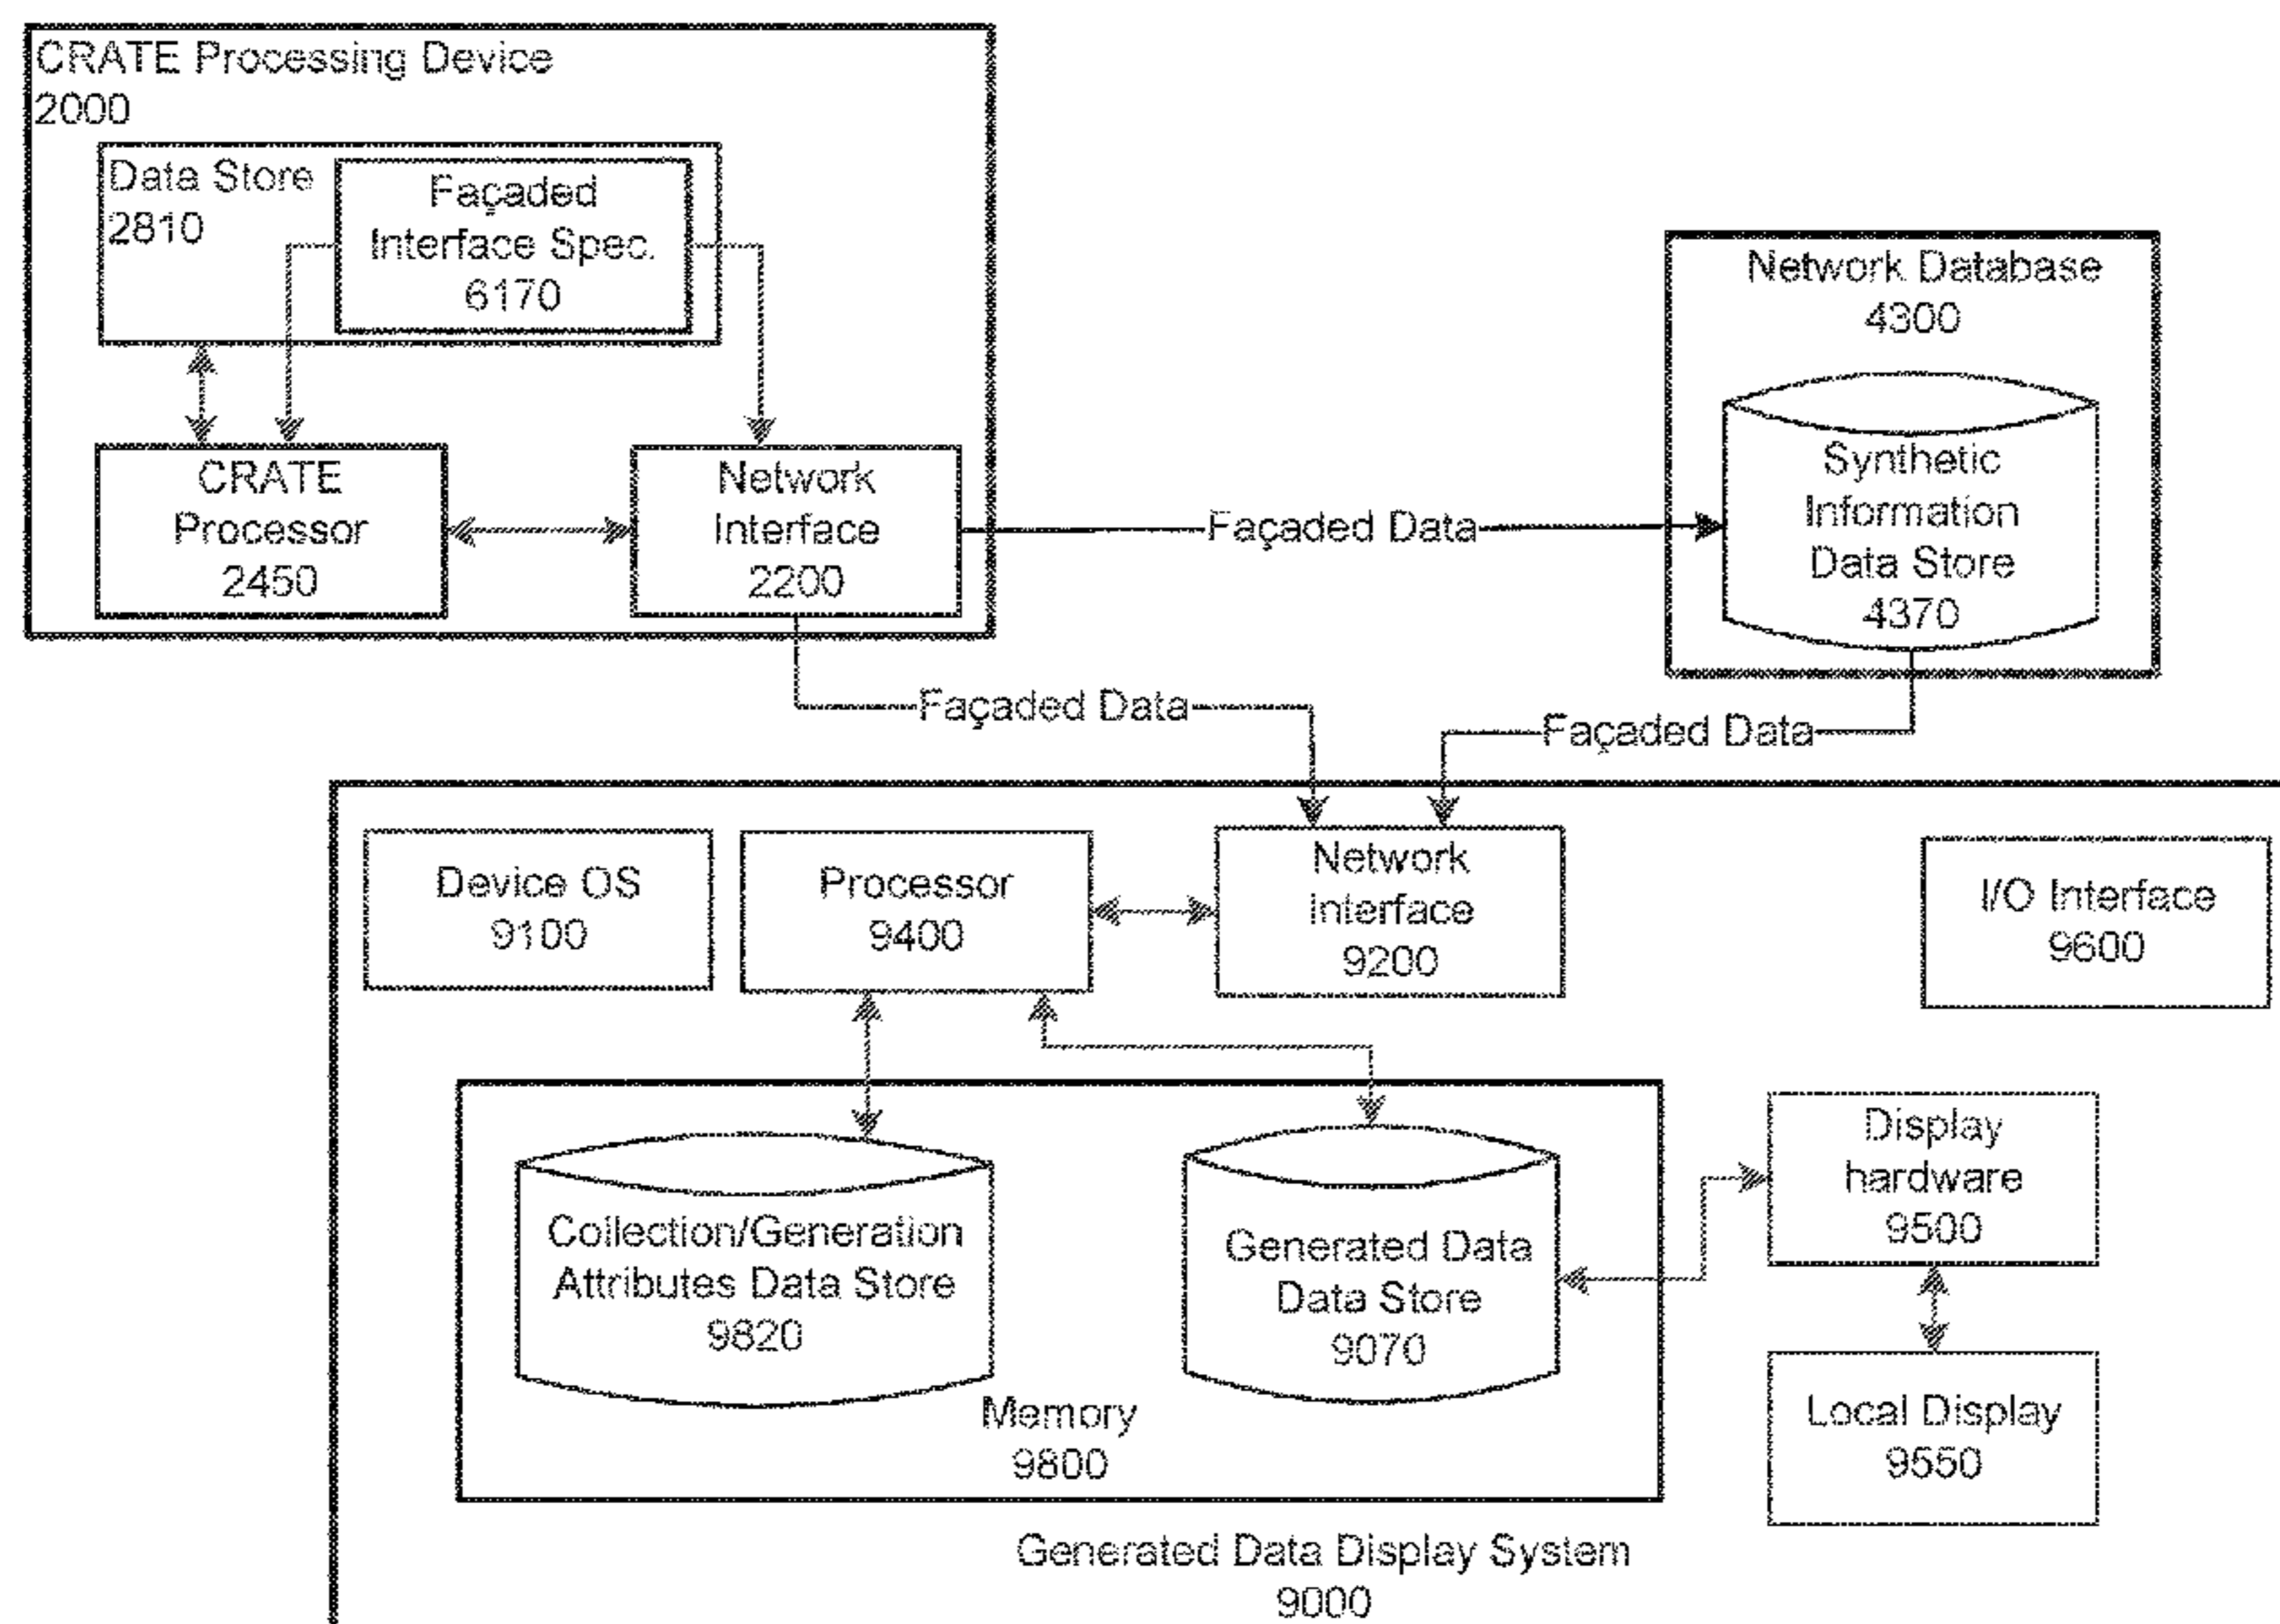 CRATE Processing Device
2000
Data Store
2810
Façaded
Interface Spec.
6170
CRATE
Processor
2450
Network
Interface
2200
Façaded Data
Network Database
4300
Synthetic
Information
Data Store
4370
Façaded Data
Façaded Data
Device OS
9100
Processor
9400
Network
Interface
9200
I/O Interface
9600
Collection/Generation
Attributes Data Store
9820
Generated Data
Data Store
9070
Memory
9800
Display
hardware
9500
Local Display
9550
Generated Data Display System
9000